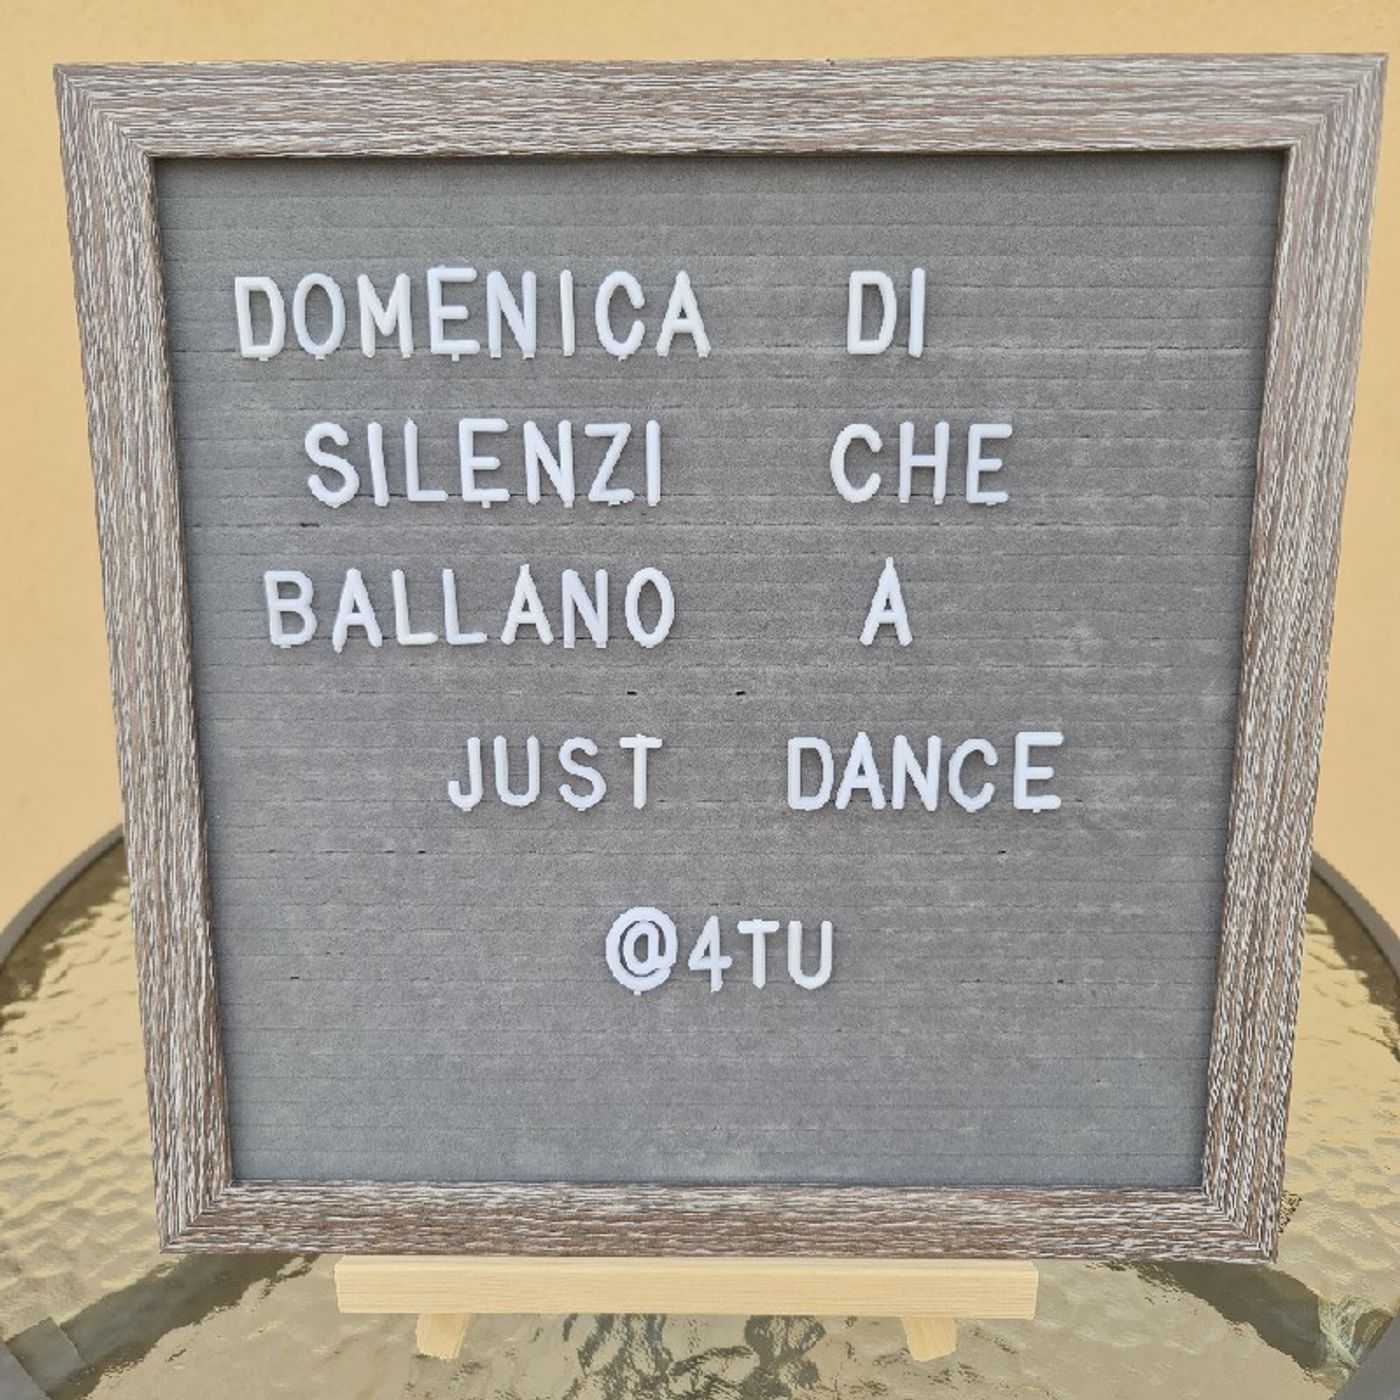 DOMENICA DI
SILENZI CHE
BALLANO A
JUST DANCE
@4TU